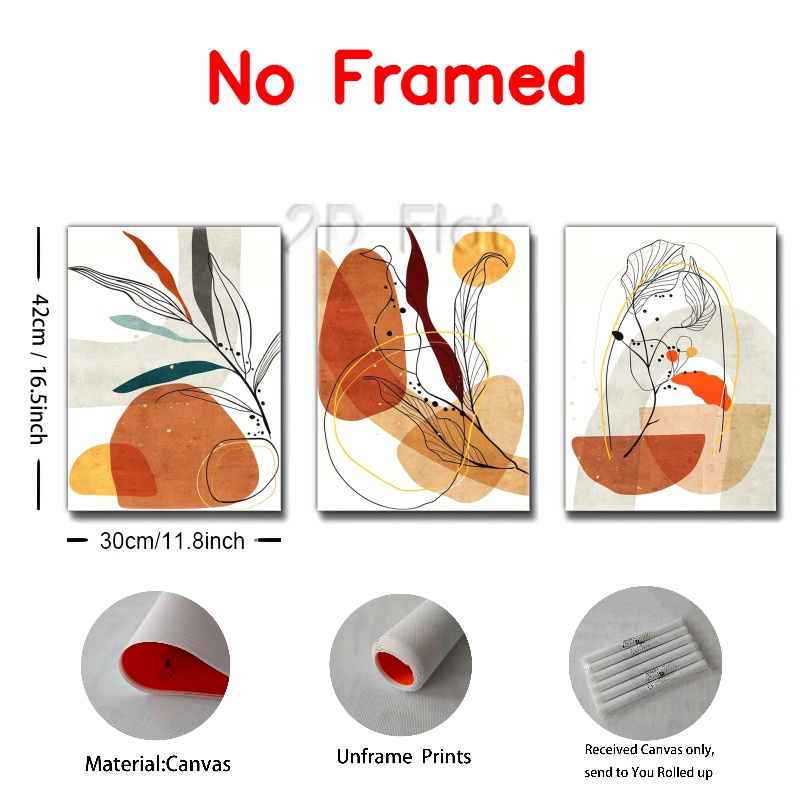 No Framed
2D Flat
42cm / 16.5inch
30cm/11.8inch
Material:Canvas
Unframe Prints
Received Canvas only,
send to You Rolled up